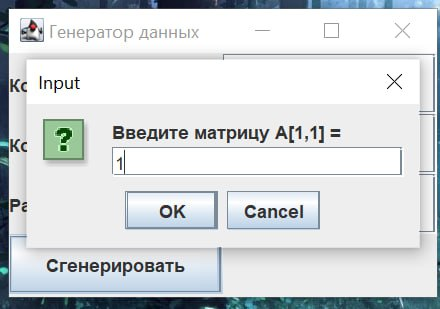 Генератор данных
Input
Введите матрицу A[1,1] =
1
OK Cancel
Сгенерировать